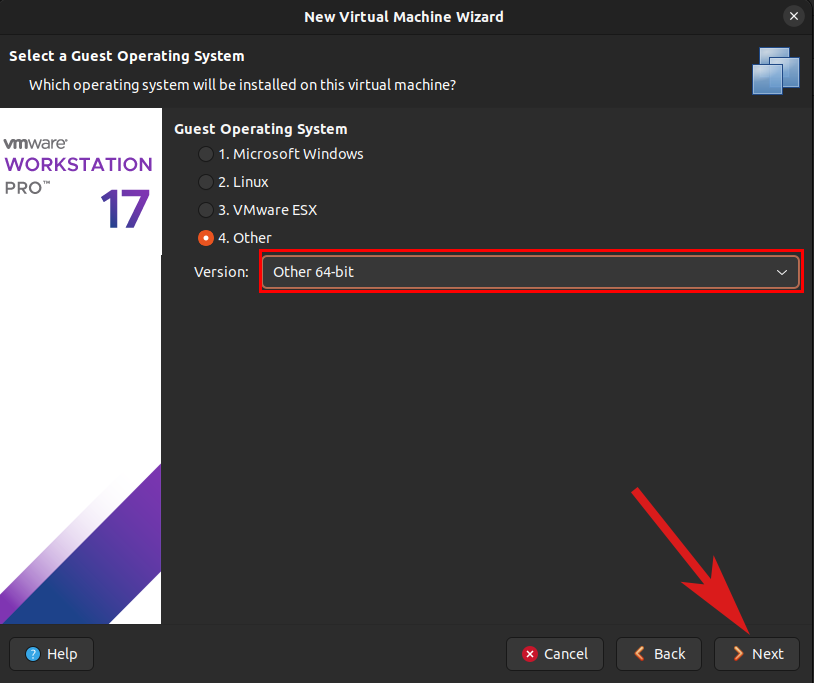 New Virtual Machine Wizard
Select a Guest Operating System
Which operating system will be installed on this virtual machine?
vmware®
WORKSTATION
PRO™
17
Guest Operating System
1. Microsoft Windows
2. Linux
3. VMware ESX
4. Other
Version: Other 64-bit
Help Cancel Back Next